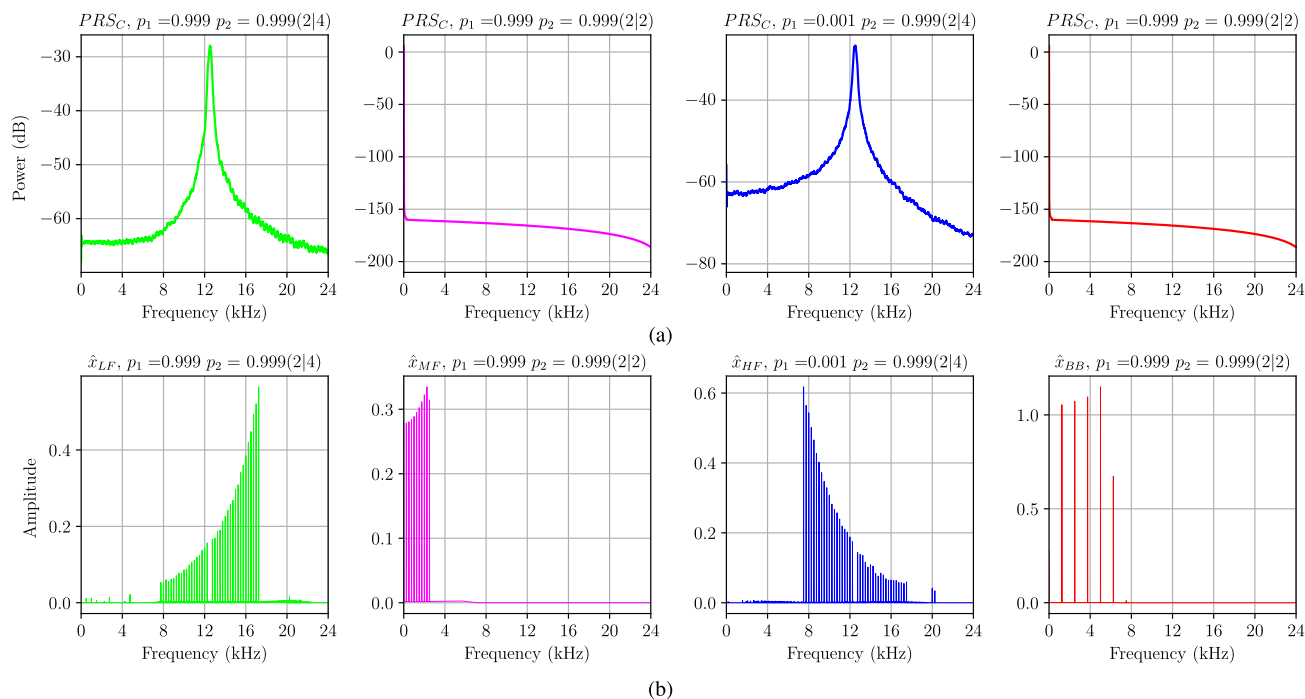 PRS_C, p_1 =0.999 p_2 = 0.999(2|4)
PRS_C, p_1 =0.999 p_2 = 0.999(2|2)
PRS_C, p_1 =0.001 p_2 = 0.999(2|4)
PRS_C, p_1 =0.999 p_2 = 0.999(2|2)
Power (dB)
−30
−40
−50
−60
0 4 8 12 16 20 24
Frequency (kHz)
0
−50
−100
−150
−200
0 4 8 12 16 20 24
Frequency (kHz)
−40
−60
−80
0 4 8 12 16 20 24
Frequency (kHz)
0
−50
−100
−150
−200
0 4 8 12 16 20 24
Frequency (kHz)
(a)
x̂_LF, p_1 =0.999 p_2 = 0.999(2|4)
x̂_MF, p_1 =0.999 p_2 = 0.999(2|2)
x̂_HF, p_1 =0.001 p_2 = 0.999(2|4)
x̂_BB, p_1 =0.999 p_2 = 0.999(2|2)
Amplitude
0.4
0.2
0.0
0 4 8 12 16 20 24
Frequency (kHz)
0.3
0.2
0.1
0.0
0 4 8 12 16 20 24
Frequency (kHz)
0.6
0.4
0.2
0.0
0 4 8 12 16 20 24
Frequency (kHz)
1.0
0.5
0.0
0 4 8 12 16 20 24
Frequency (kHz)
(b)